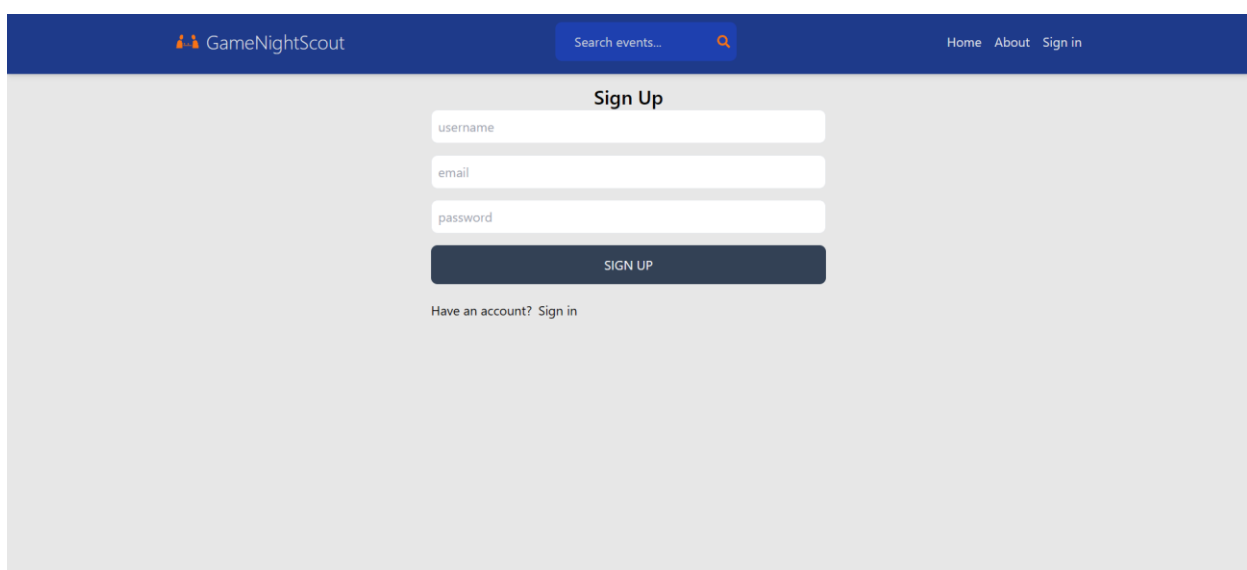 GameNightScout
Search events...
Home About Sign in
Sign Up
username
email
password
SIGN UP
Have an account? Sign in